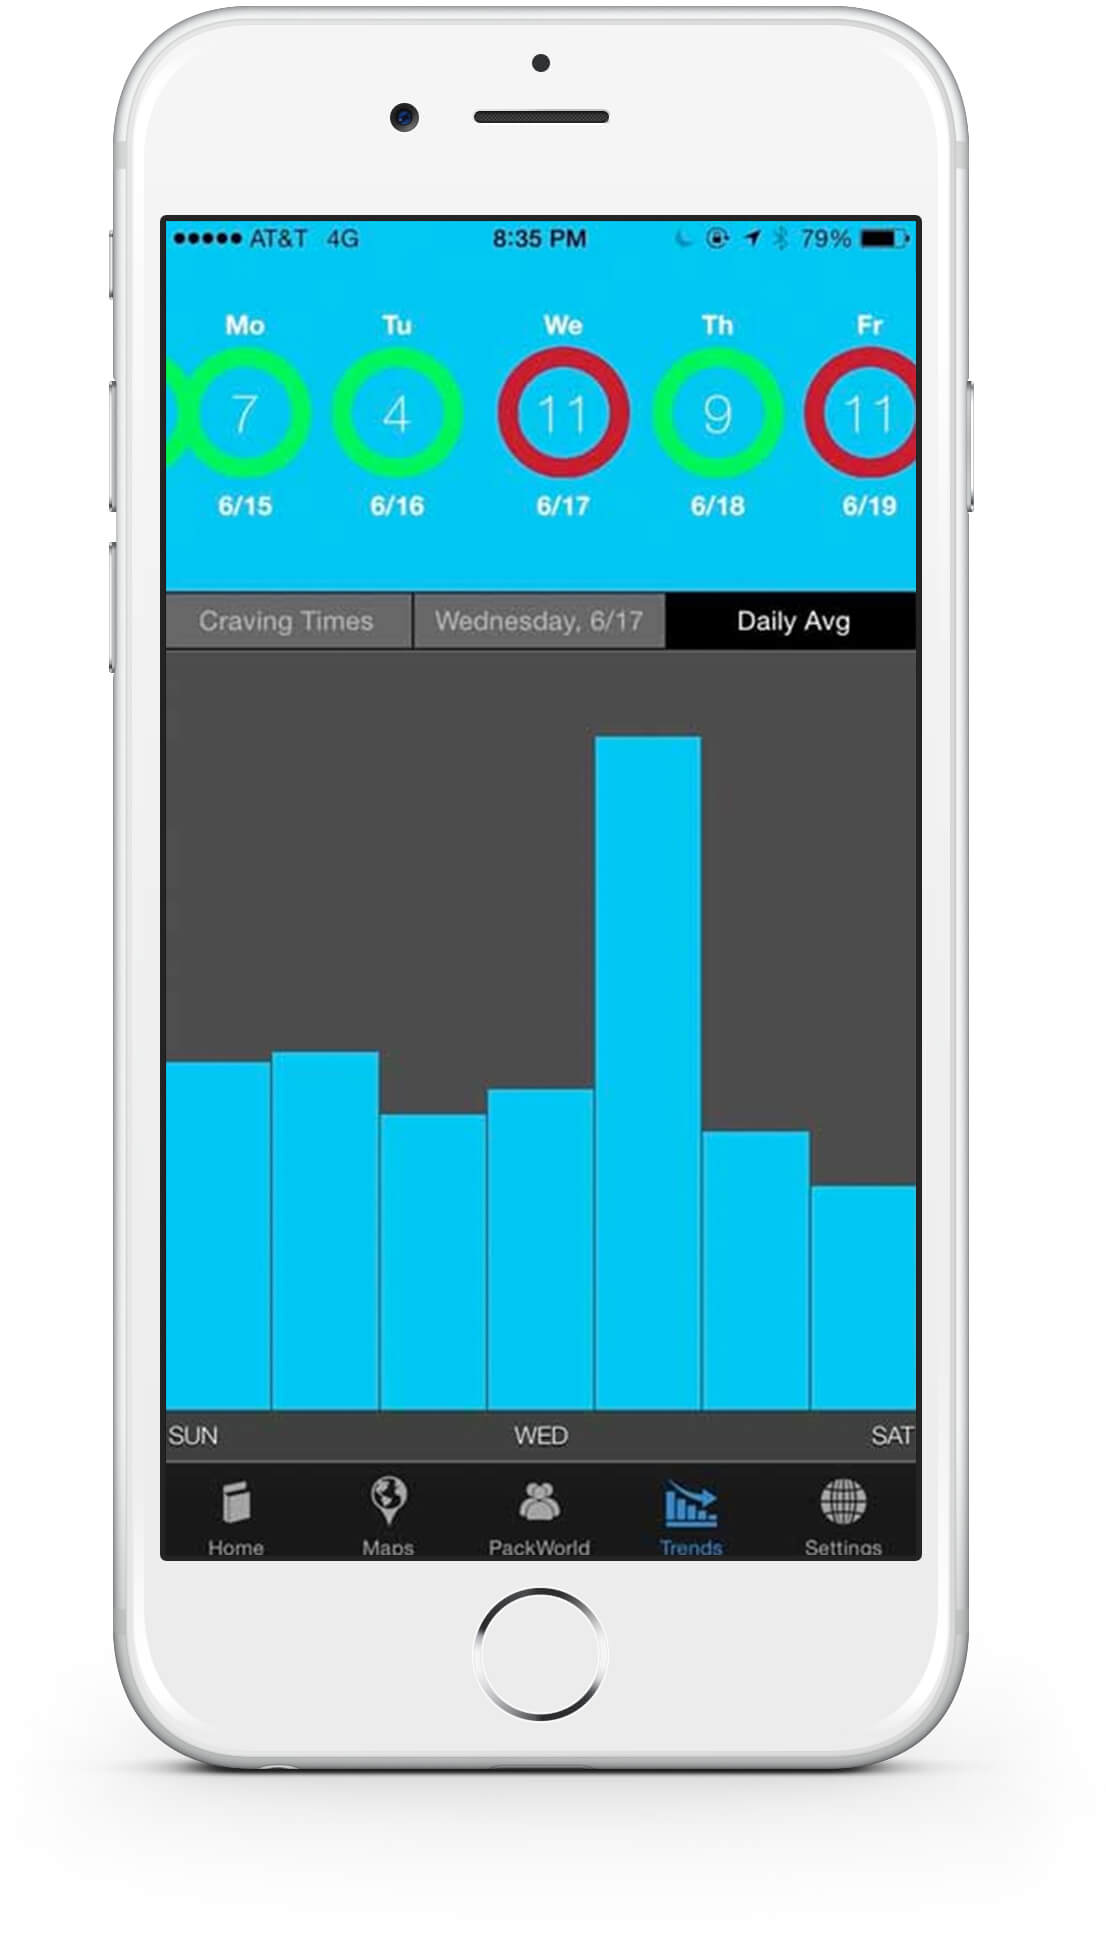 AT&T 4G 8:35 PM 79%
Mo Tu We Th Fr
7 4 11 9 11
6/15 6/16 6/17 6/18 6/19
Craving Times Wednesday, 6/17 Daily Avg
SUN WED SAT
Home Maps PackWorld Trends Settings